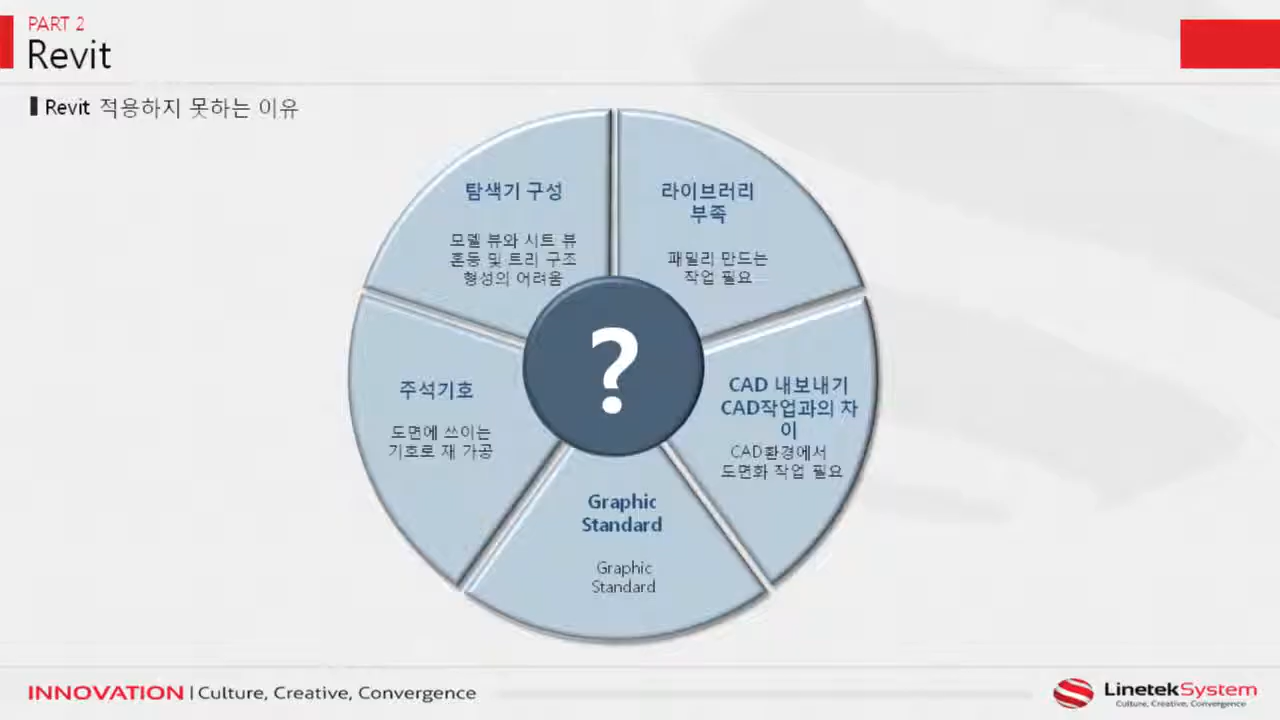 PART 2
Revit
Revit 적용하지 못하는 이유
탐색기 구성
모델 뷰와 시트 뷰
혼동 및 트리 구조
형성의 어려움
라이브러리
부족
패밀리 만드는
작업 필요
?
주석기호
도면에 쓰이는
기호로 재 가공
CAD 내보내기
CAD작업과의 차
이
CAD환경에서
도면화 작업 필요
Graphic
Standard
Graphic
Standard
INNOVATION | Culture, Creative, Convergence
LinetekSystem
Culture, Creative, Convergence